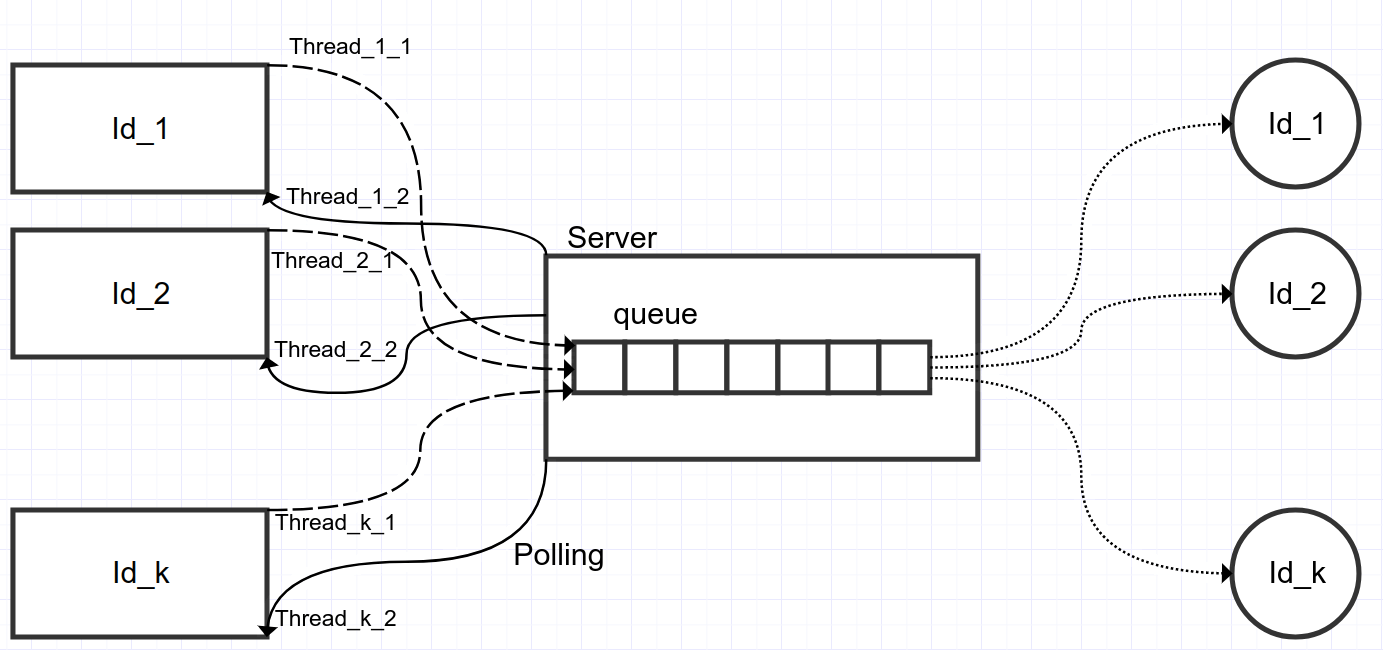 Thread_1_1
Id_1
Id_1
Thread_1_2
Server
Thread_2_1
Id_2
Id_2
queue
Thread_2_2
Thread_k_1
Polling
Id_k
Id_k
Thread_k_2